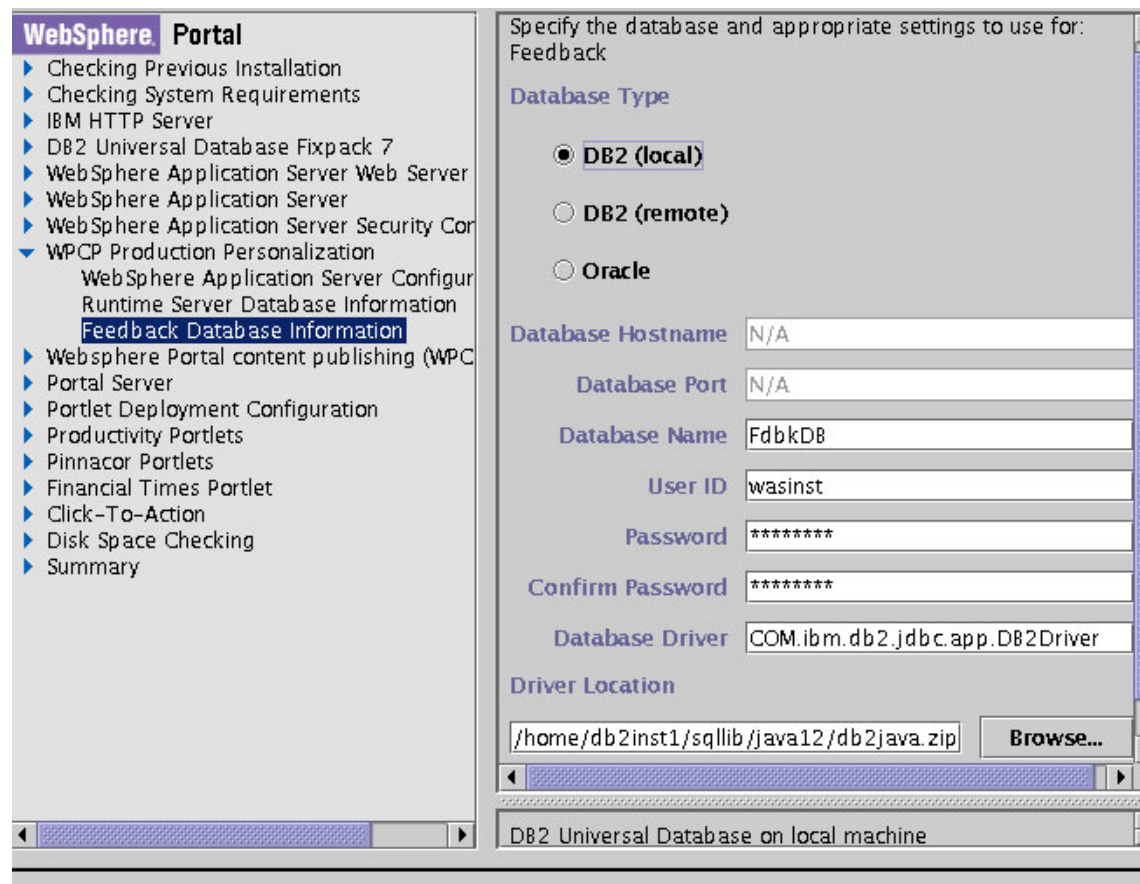 WebSphere. Portal
Checking Previous Installation
Checking System Requirements
IBM HTTP Server
DB2 Universal Database Fixpack 7
WebSphere Application Server Web Server
WebSphere Application Server
WebSphere Application Server Security Cor
WPCP Production Personalization
WebSphere Application Server Configur
Runtime Server Database Information
Feedback Database Information
Websphere Portal content publishing (WPC
Portal Server
Portlet Deployment Configuration
Productivity Portlets
Pinnacor Portlets
Financial Times Portlet
Click-To-Action
Disk Space Checking
Summary
Specify the database and appropriate settings to use for:
Feedback
Database Type
DB2 (local)
DB2 (remote)
Oracle
Database Hostname N/A
Database Port N/A
Database Name FdbkDB
User ID wasinst
Password ********
Confirm Password ********
Database Driver COM.ibm.db2.jdbc.app.DB2Driver
Driver Location
/home/db2inst1/sqllib/java12/db2java.zip Browse...
DB2 Universal Database on local machine